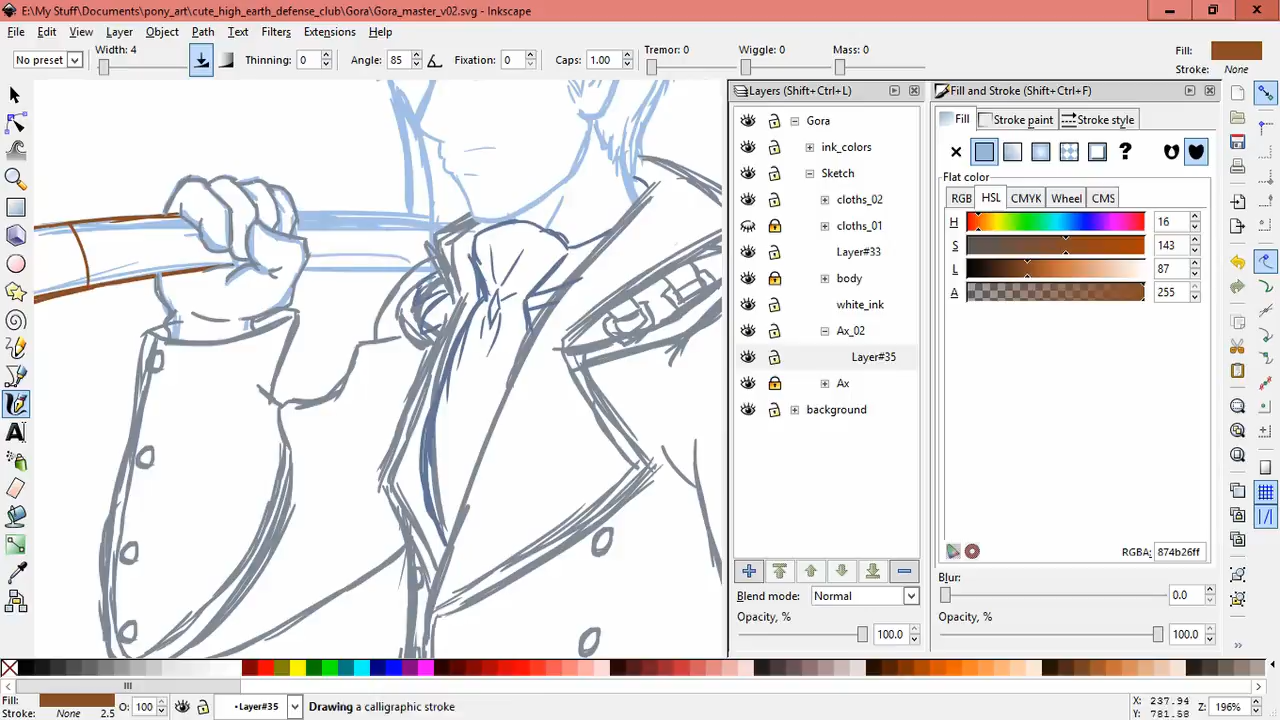 E:\My Stuff\Documents\pony_art\cute_high_earth_defense_club\Gora\Gora_master_v02.svg - Inkscape
File Edit View Layer Object Path Text Filters Extensions Help
No preset Width: 4 Thinning: 0 Angle: 85 Fixation: 0 Caps: 1.00 Tremor: 0 Wiggle: 0 Mass: 0 Fill:
Stroke: None
Layers (Shift+Ctrl+L)
Gora
ink_colors
Sketch
cloths_02
cloths_01
Layer#33
body
white_ink
Ax_02
Layer#35
Ax
background
Blend mode: Normal
Opacity, %
100.0
Fill and Stroke (Shift+Ctrl+F)
Fill Stroke paint Stroke style
?
Flat color
RGB HSL CMYK Wheel CMS
H 16
S 143
L 87
A 255
RGBA: 874b26ff
Blur:
0.0
Opacity, %
100.0
Fill: O: 100 •Layer#35 Drawing a calligraphic stroke X: 237.94 Z: 196%
Stroke: None 2.5 Y: 781.58